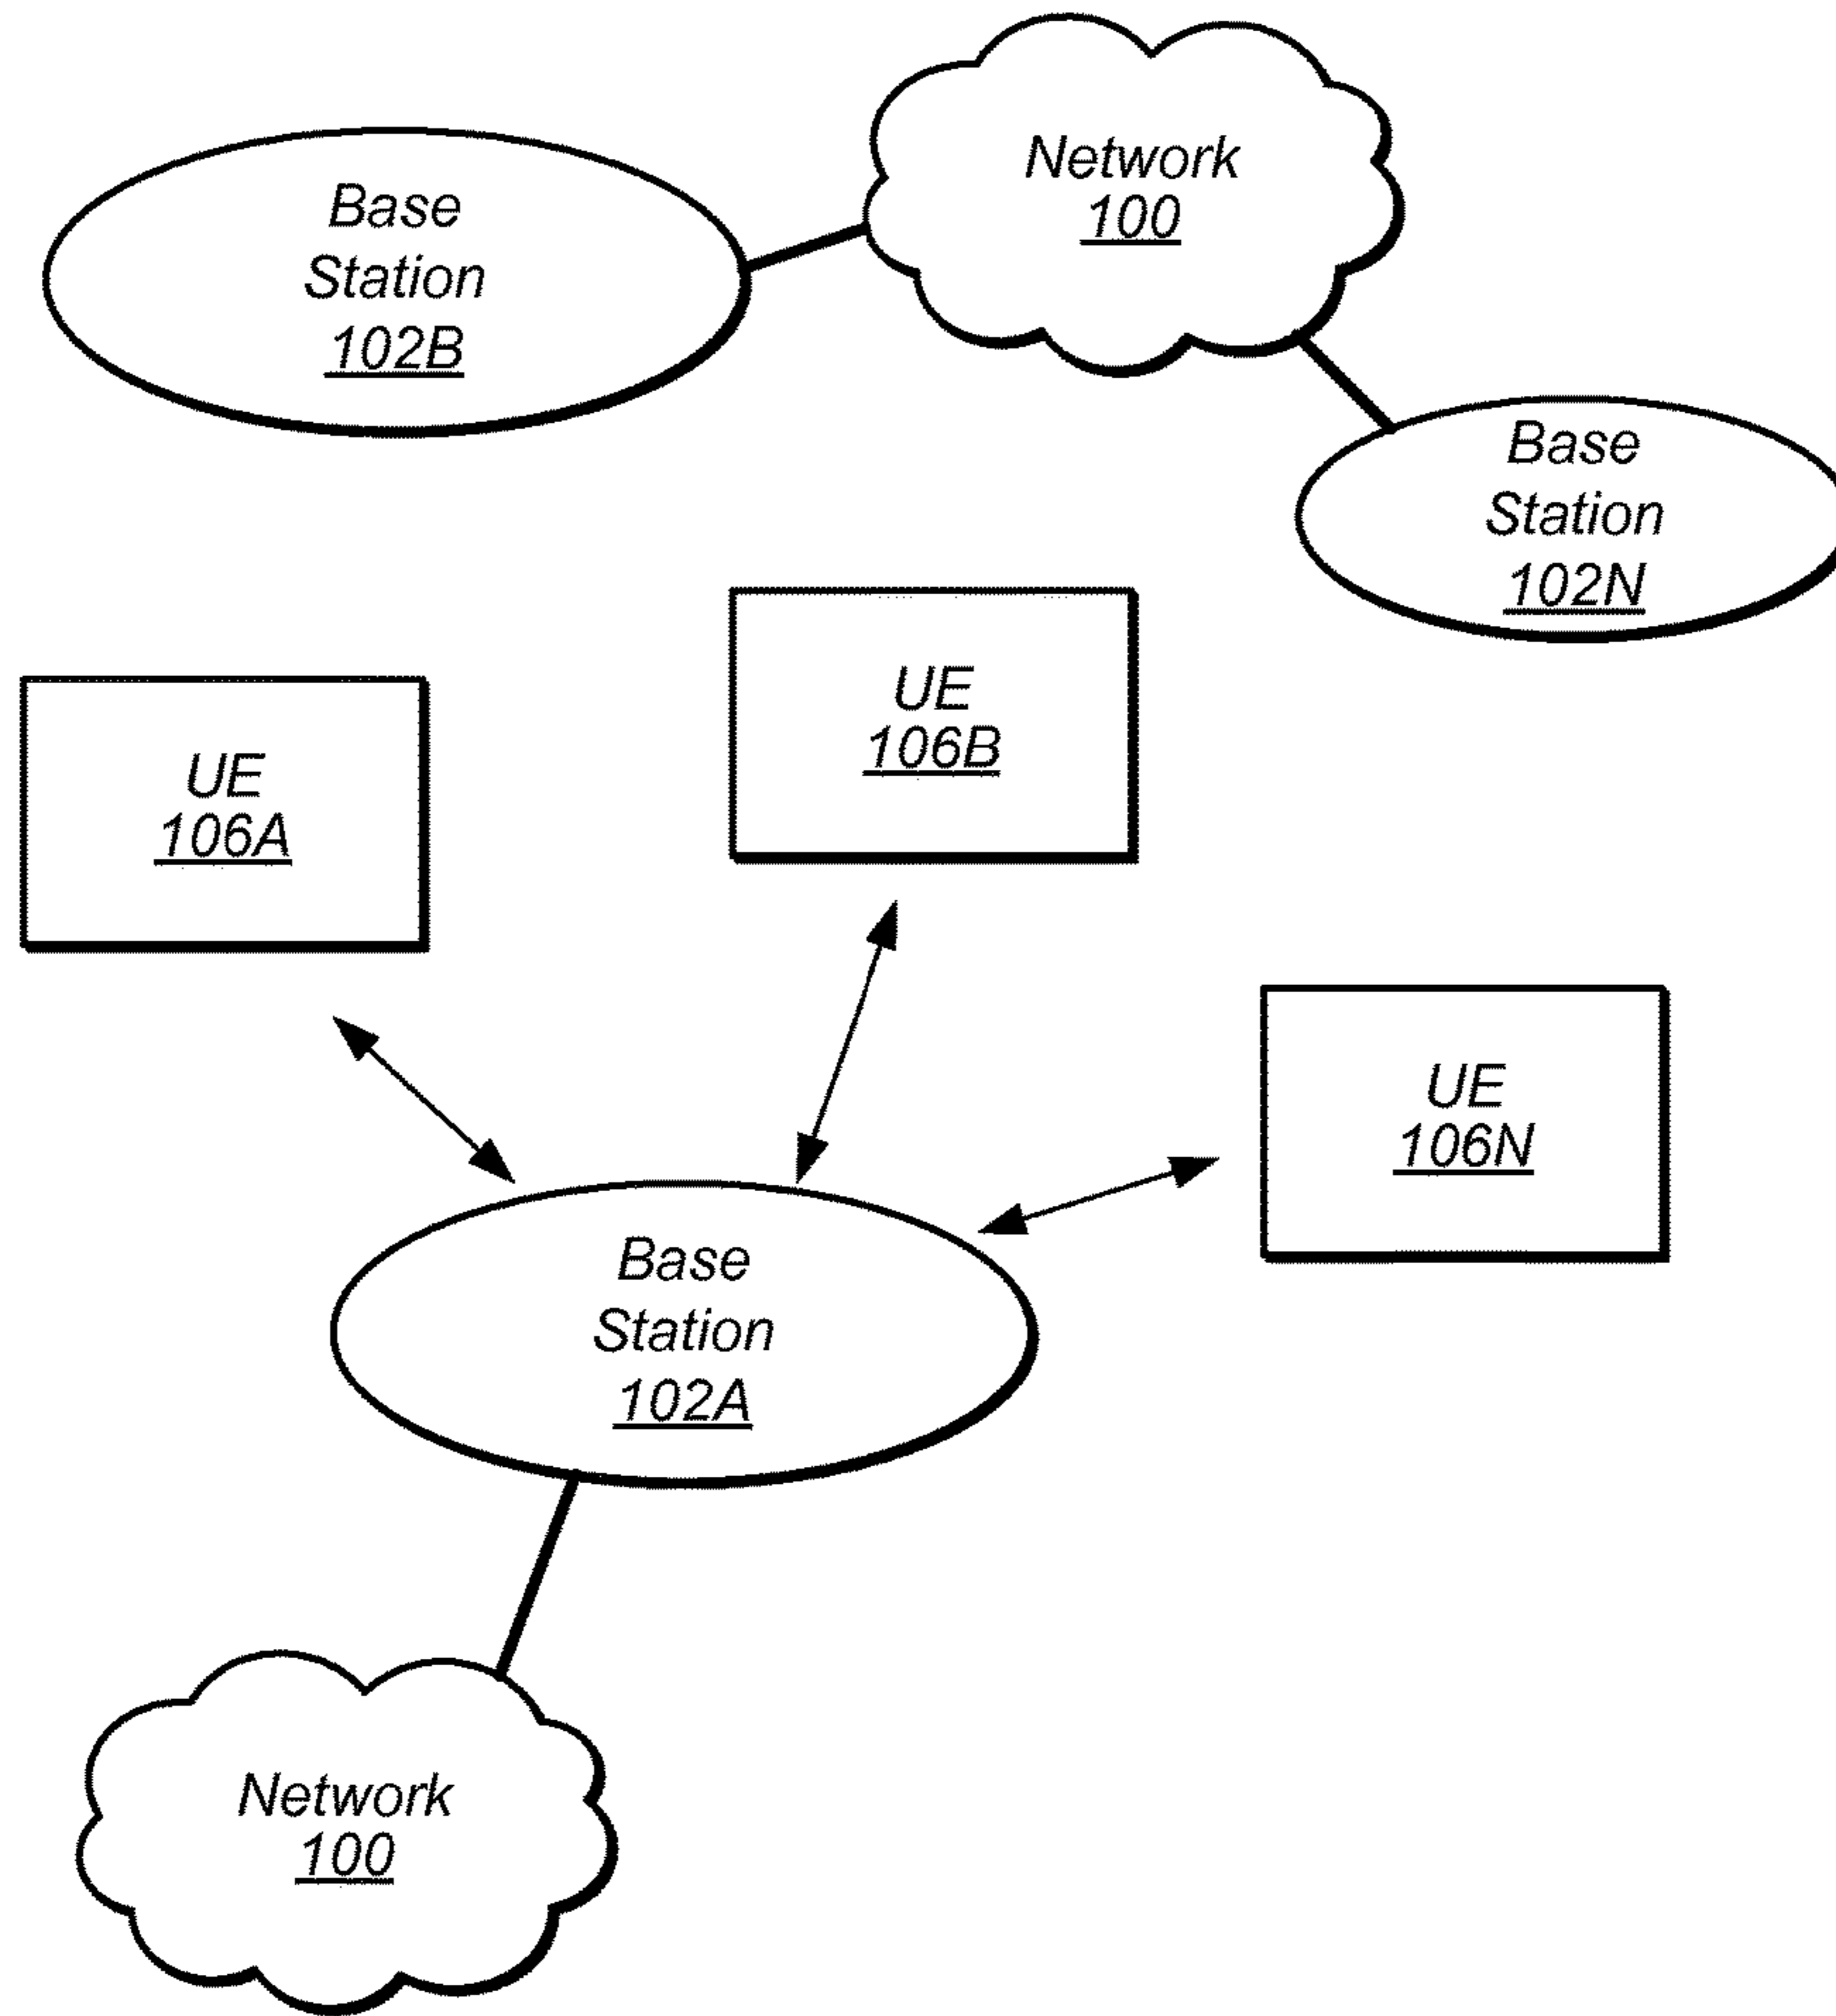 Network
100
Base
Station
102B
Base
Station
102N
UE
106B
UE
106A
UE
106N
Base
Station
102A
Network
100